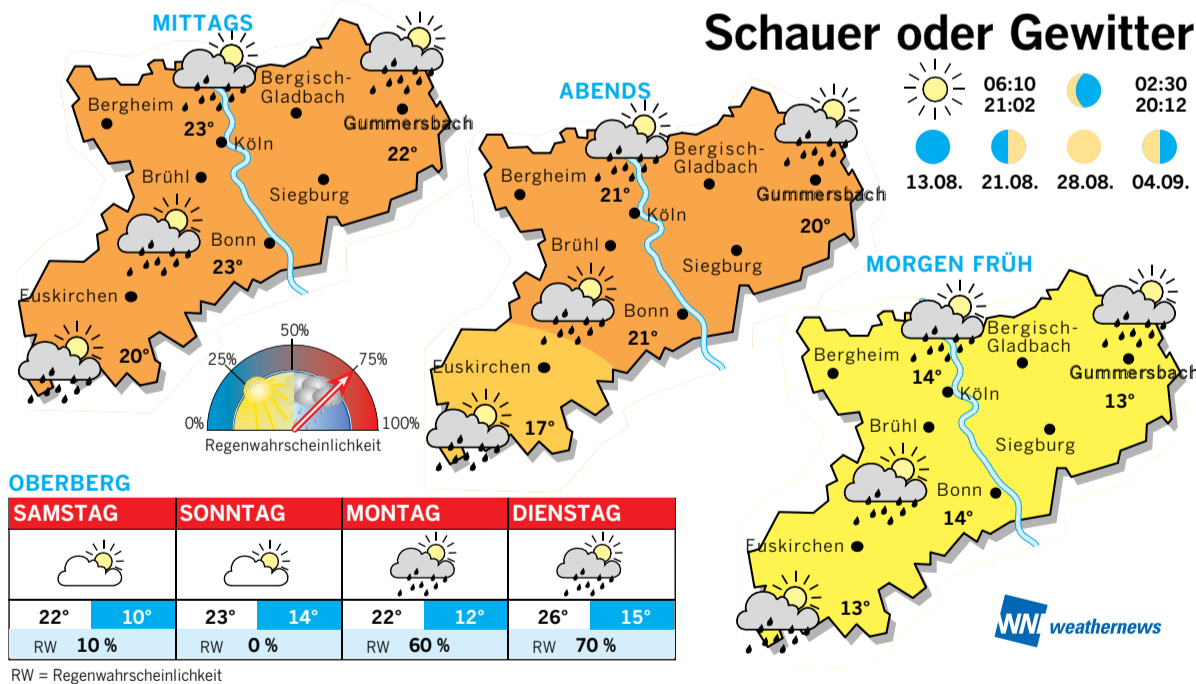 Schauer oder Gewitter
06:10
21:02
02:30
20:12
13.08.
21.08.
28.08.
04.09.
MITTAGS
Bergheim
23°
Köln
Bergisch-
Gladbach
Gummersbach
22°
Brühl
Siegburg
Bonn
23°
Euskirchen
20°
ABENDS
Bergheim
21°
Köln
Bergisch-
Gladbach
Gummersbach
20°
Brühl
Siegburg
Bonn
21°
Euskirchen
17°
MORGEN FRÜH
Bergheim
14°
Köln
Bergisch-
Gladbach
Gummersbach
13°
Brühl
Siegburg
Bonn
14°
Euskirchen
13°
0%
25%
50%
75%
100%
Regenwahrscheinlichkeit
OBERBERG
SAMSTAG SONNTAG MONTAG DIENSTAG
22° 10° 23° 14° 22° 12° 26° 15°
RW 10 % RW 0 % RW 60 % RW 70 %
RW = Regenwahrscheinlichkeit
WN weathernews